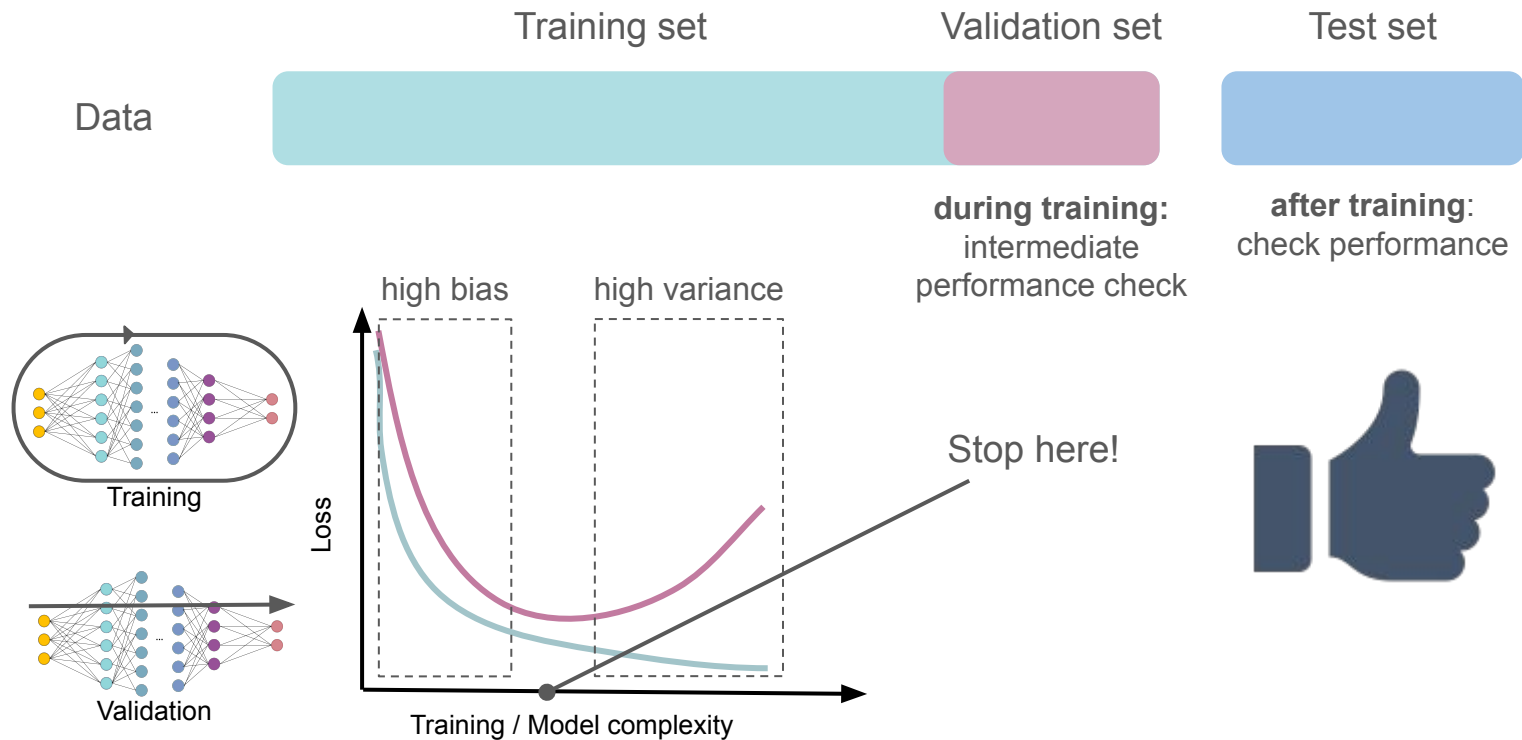 Training set
Validation set
Test set
Data
during training:
intermediate
performance check
after training:
check performance
high bias
high variance
...
Training
Loss
Stop here!
...
Validation
Training / Model complexity